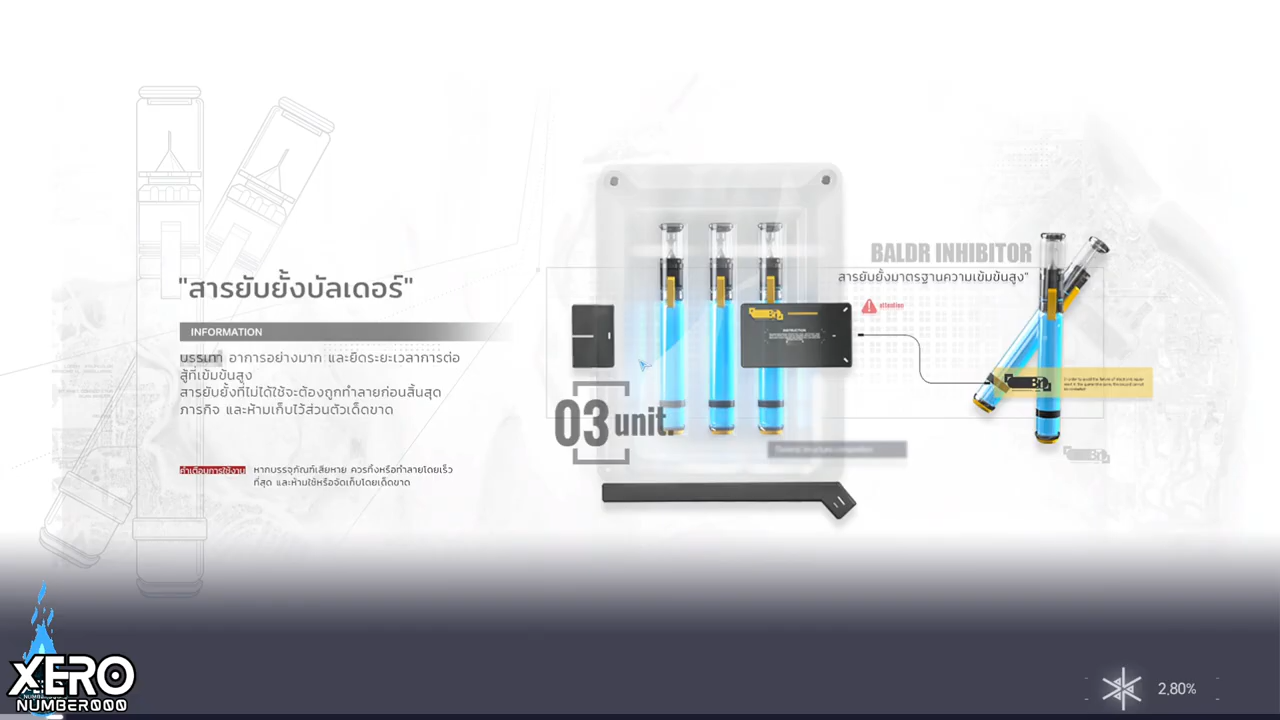 "สารยับยั้งบัลเดอร์"
INFORMATION
บรรเทา อาการอย่างมาก และยืดระยะเวลาการต่อ
สู้ที่เข้มข้นสูง
สารยับยั้งที่ไม่ได้ใช้จะต้องถูกทำลายก่อนสิ้นสุด
ภารกิจ และห้ามเก็บไว้ส่วนตัวเด็ดขาด
คำเตือนการใช้งาน
หากบรรจุภัณฑ์เสียหาย ควรทิ้งหรือทำลายโดยเร็ว
ที่สุด และห้ามใช้หรือจัดเก็บโดยเด็ดขาด
BALDR INHIBITOR
สารยับยั้งมาตรฐานความเข้มข้นสูง"
attention
INSTRUCTION
03 unit.
XERO
NUMBER000
2,80%